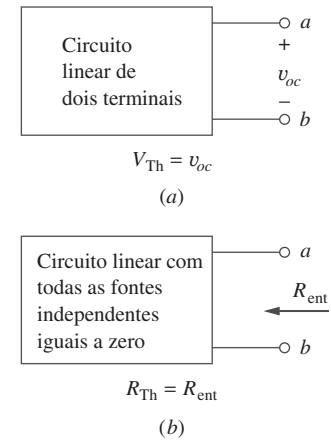 Circuito
linear de
dois terminais
a
+
v_oc
−
b
V_Th = v_oc
(a)
Circuito linear com
todas as fontes
independentes
iguais a zero
a
R_ent
b
R_Th = R_ent
(b)